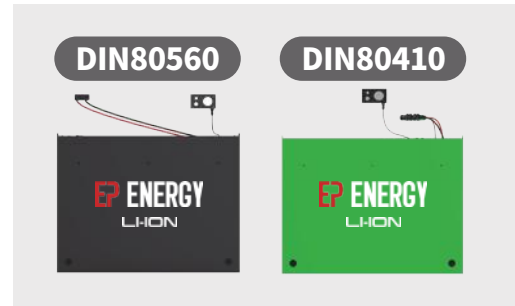 DIN80560
DIN80410
EP ENERGY
LI-ION
EP ENERGY
LI-ION